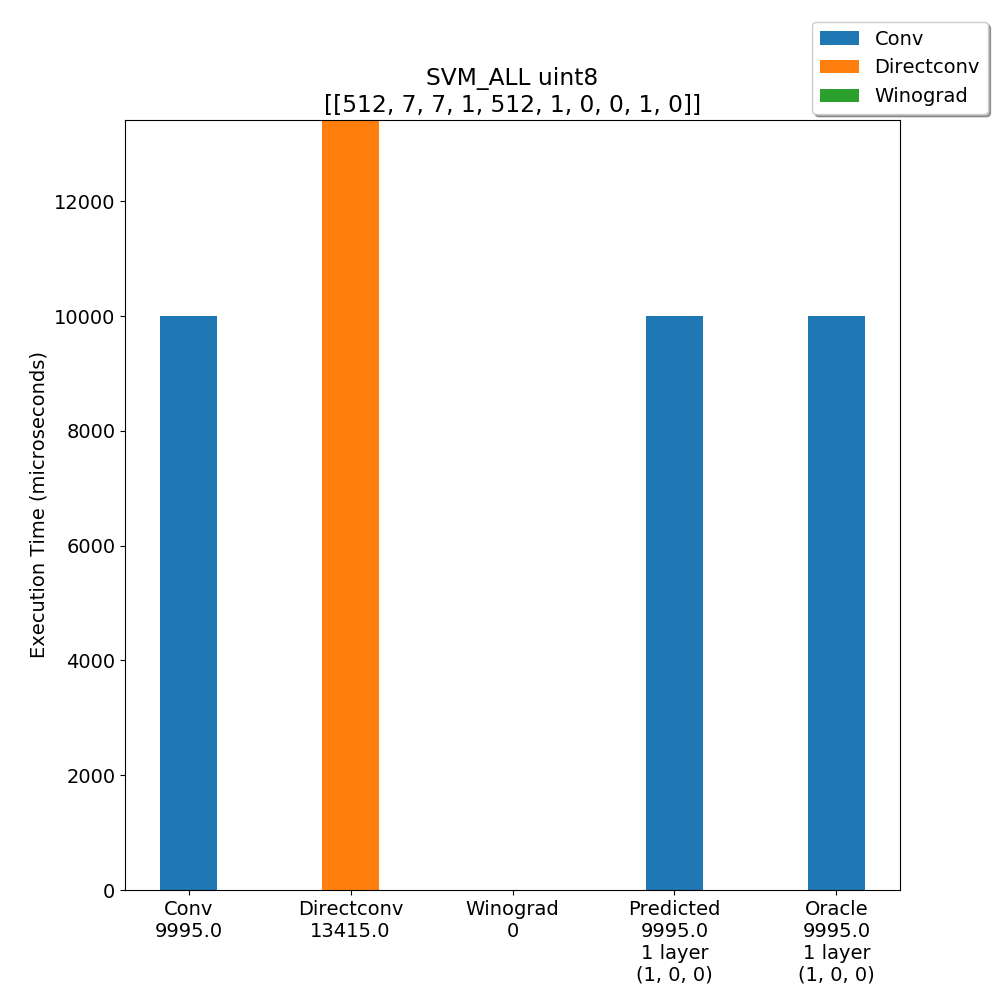 Conv
Directconv
Winograd
SVM_ALL uint8
[[512, 7, 7, 1, 512, 1, 0, 0, 1, 0]]
Execution Time (microseconds)
12000
10000
8000
6000
4000
2000
0
Conv
9995.0
Directconv
13415.0
Winograd
0
Predicted
9995.0
1 layer
(1, 0, 0)
Oracle
9995.0
1 layer
(1, 0, 0)